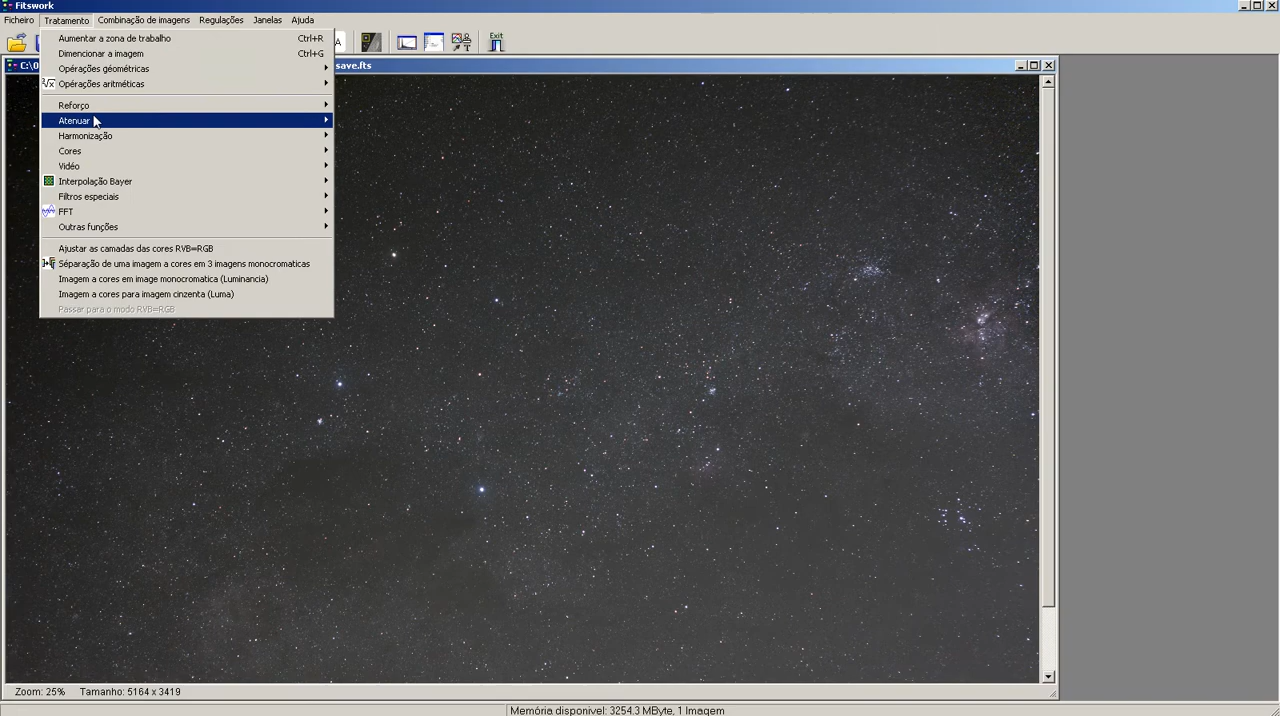 Fitswork
Ficheiro Tratamento Combinação de imagens Regulações Janelas Ajuda
Aumentar a zona de trabalho Ctrl+R
Dimencionar a imagem Ctrl+G
Opérações géometricas
Opérações aritméticas
Reforço
Atenuar
Harmonização
Cores
Vidéo
Interpolação Bayer
Filtros especiais
FFT
Outras funções
Ajustar as camadas das cores RVB=RGB
Séparação de uma imagem a cores em 3 imagens monocromaticas
Imagem a cores em image monocromatica (Luminancia)
Imagem a cores para imagem cinzenta (Luma)
Passar para o modo RVB=RGB
A
Exit
C:\0
save.fts
Zoom: 25% Tamanho: 5164 x 3419
Memória disponivel: 3254.3 MByte, 1 Imagem